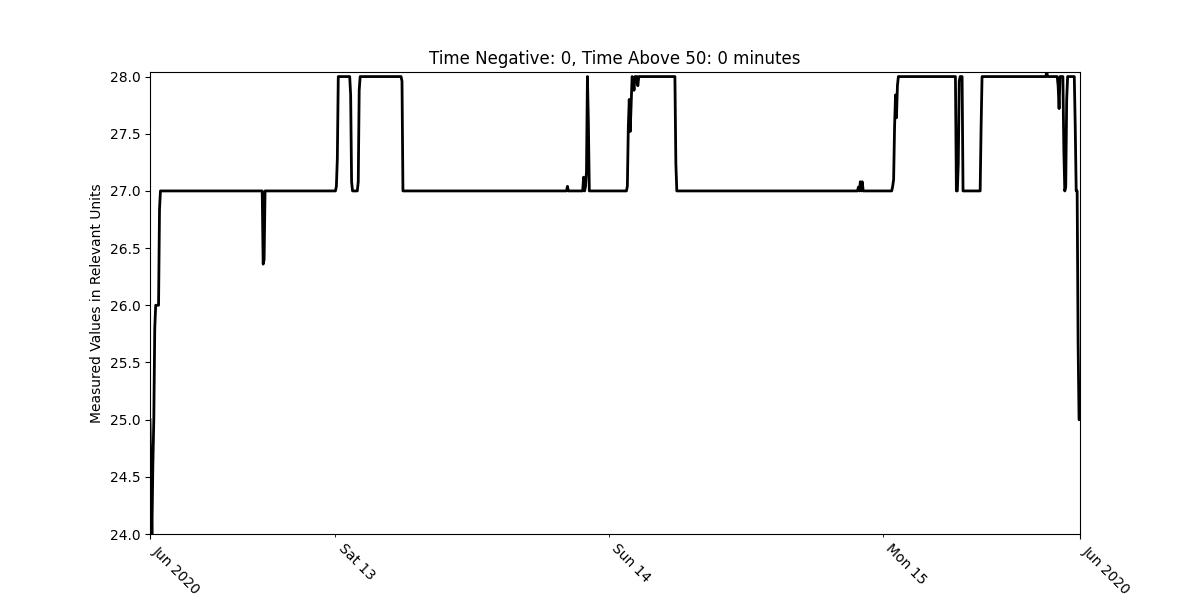 Time Negative: 0, Time Above 50: 0 minutes
Measured Values in Relevant Units
28.0
27.5
27.0
26.5
26.0
25.5
25.0
24.5
24.0
Jun 2020
Sat 13
Sun 14
Mon 15
Jun 2020